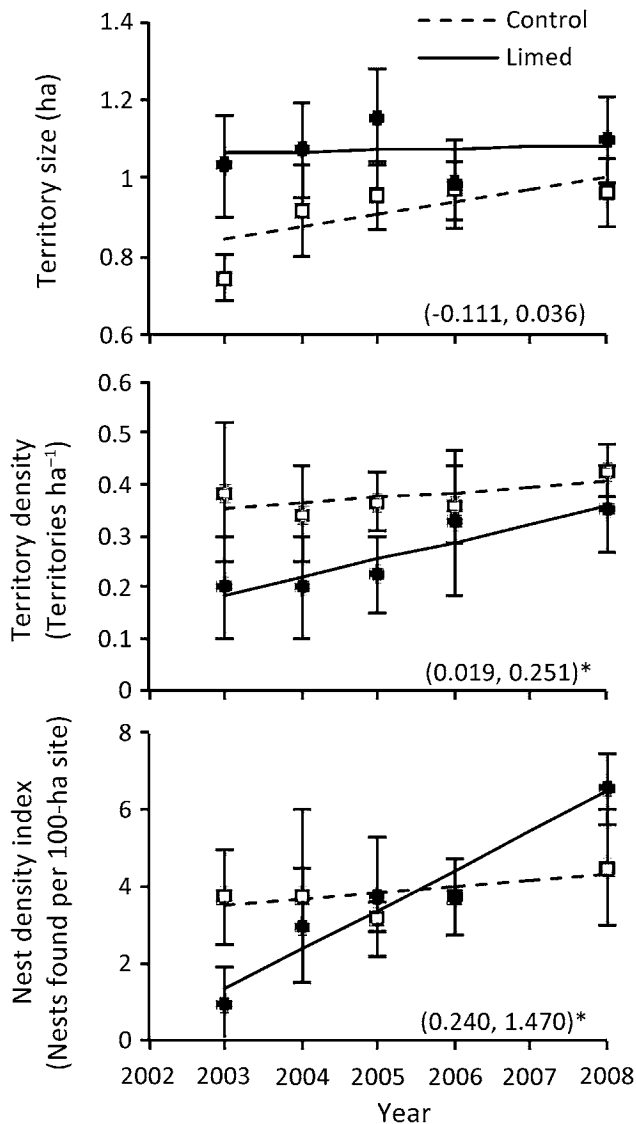 Control
Limed
Territory size (ha)
1.4
1.2
1
0.8
0.6
(-0.111, 0.036)
Territory density
(Territories ha⁻¹)
0.6
0.5
0.4
0.3
0.2
0.1
0
(0.019, 0.251)*
Nest density index
(Nests found per 100-ha site)
8
6
4
2
0
(0.240, 1.470)*
2002 2003 2004 2005 2006 2007 2008
Year